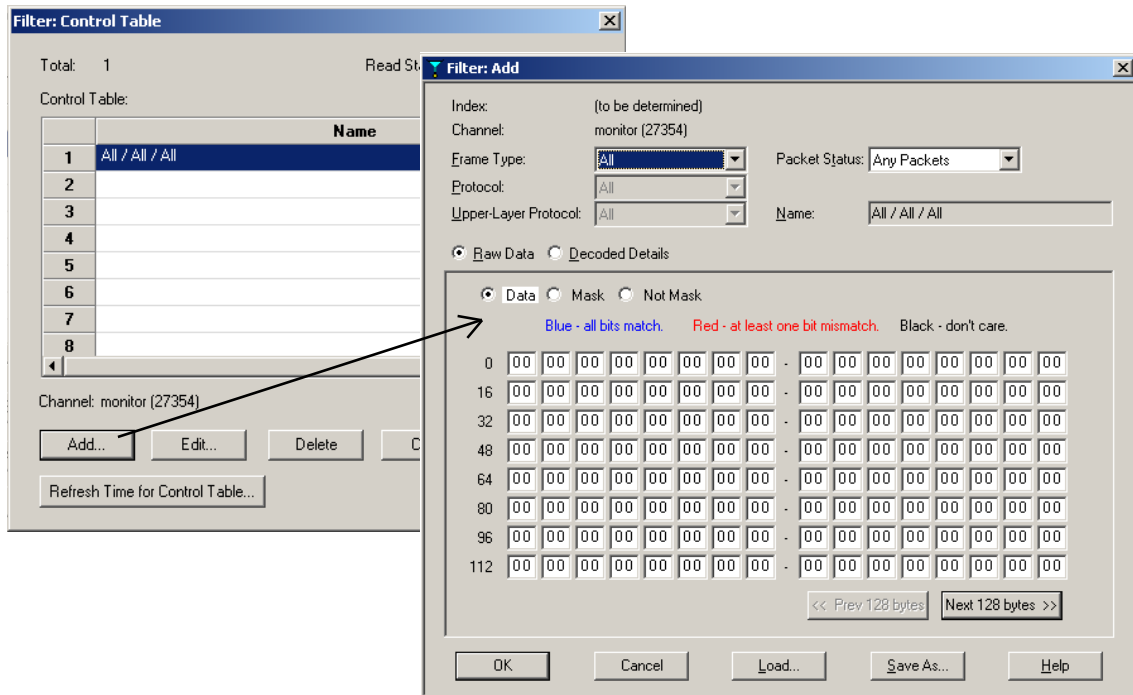 Filter: Control Table
Total: 1 Read St
Control Table:
Name
1 All / All / All
2
3
4
5
6
7
8
Channel: monitor (27354)
Add... Edit... Delete C
Refresh Time for Control Table...
Filter: Add
Index: (to be determined)
Channel: monitor (27354)
Frame Type: All Packet Status: Any Packets
Protocol: All
Upper-Layer Protocol: All Name: All / All / All
Raw Data Decoded Details
Data Mask Not Mask
Blue - all bits match. Red - at least one bit mismatch. Black - don't care.
0 00 00 00 00 00 00 00 00 - 00 00 00 00 00 00 00 00
16 00 00 00 00 00 00 00 00 - 00 00 00 00 00 00 00 00
32 00 00 00 00 00 00 00 00 - 00 00 00 00 00 00 00 00
48 00 00 00 00 00 00 00 00 - 00 00 00 00 00 00 00 00
64 00 00 00 00 00 00 00 00 - 00 00 00 00 00 00 00 00
80 00 00 00 00 00 00 00 00 - 00 00 00 00 00 00 00 00
96 00 00 00 00 00 00 00 00 - 00 00 00 00 00 00 00 00
112 00 00 00 00 00 00 00 00 - 00 00 00 00 00 00 00 00
<< Prev 128 bytes Next 128 bytes >>
OK Cancel Load... Save As... Help